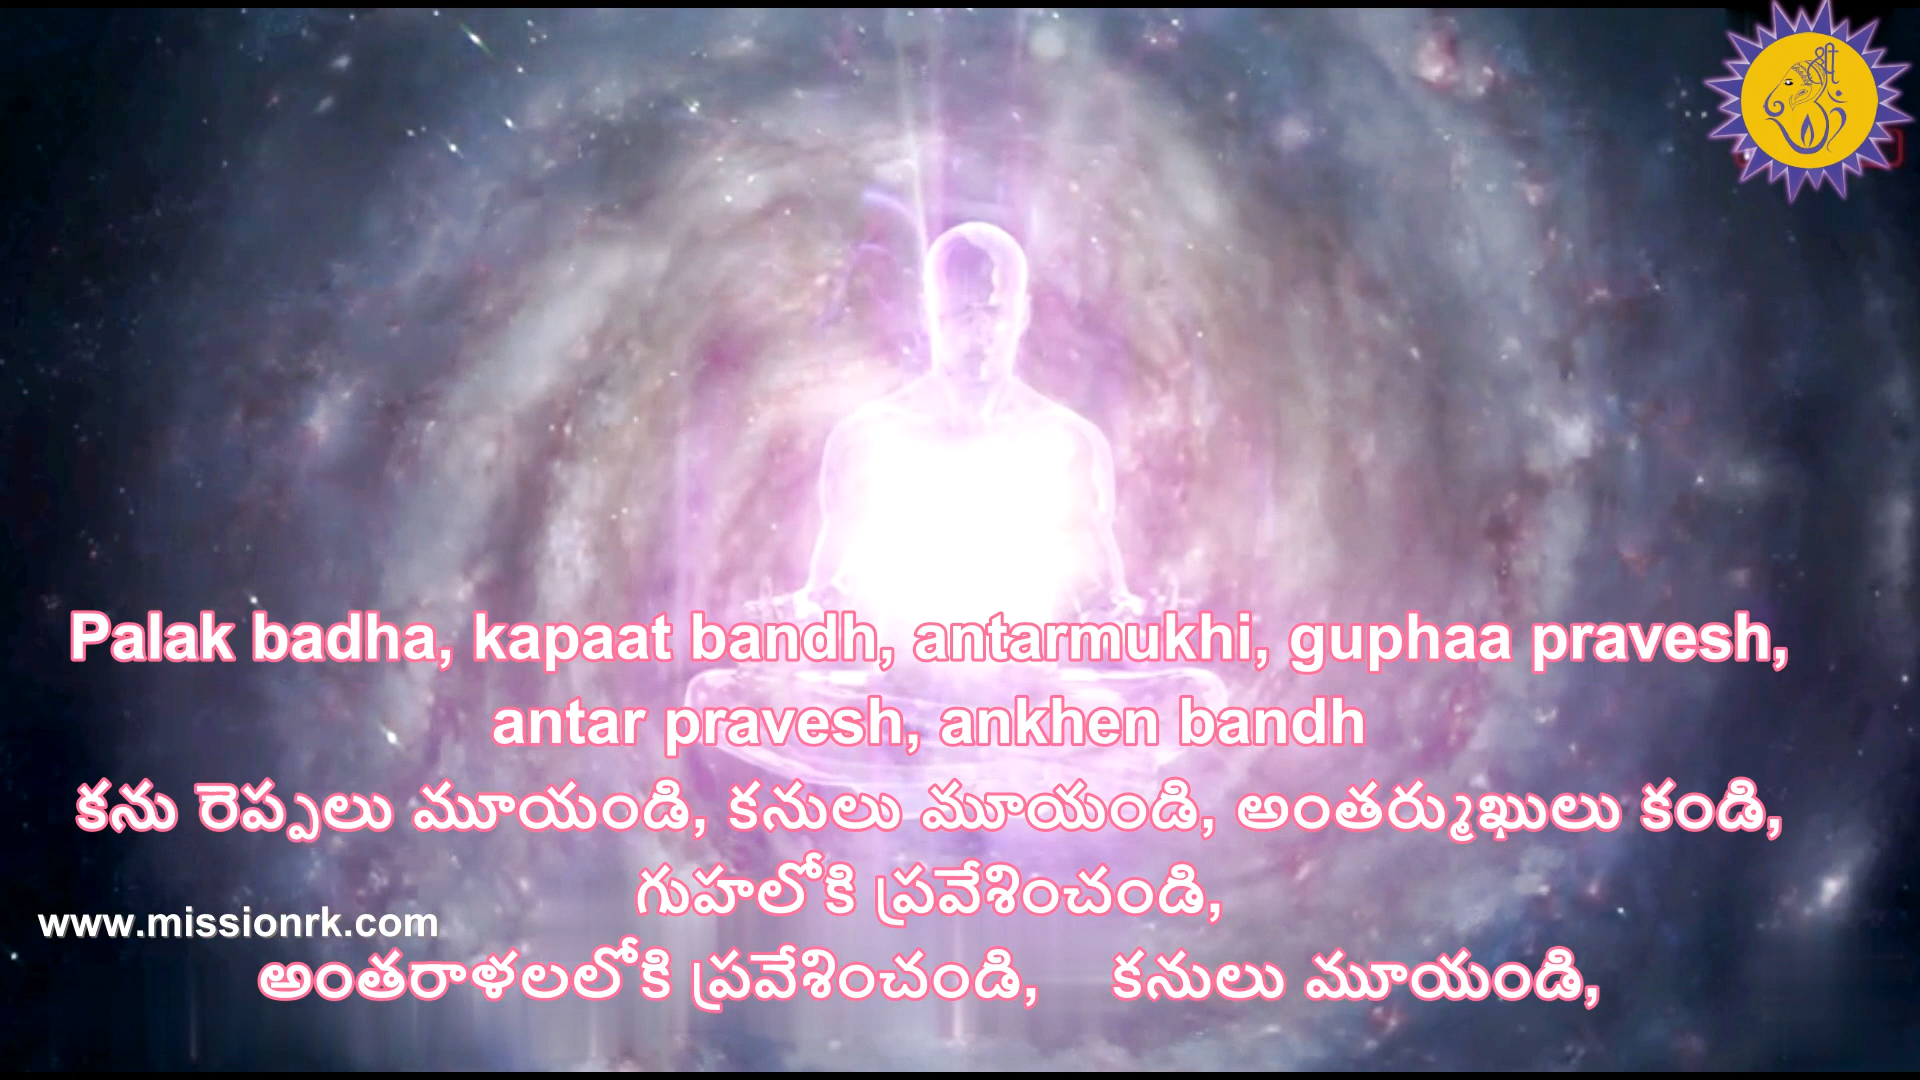 श्री
Palak badha, kapaat bandh, antarmukhi, guphaa pravesh,
antar pravesh, ankhen bandh
కను రెప్పలు మూయండి, కనులు మూయండి, అంతర్ముఖులు కండి,
గుహలోకి ప్రవేశించండి,
www.missionrk.com
అంతరాళలలోకి ప్రవేశించండి, కనులు మూయండి,